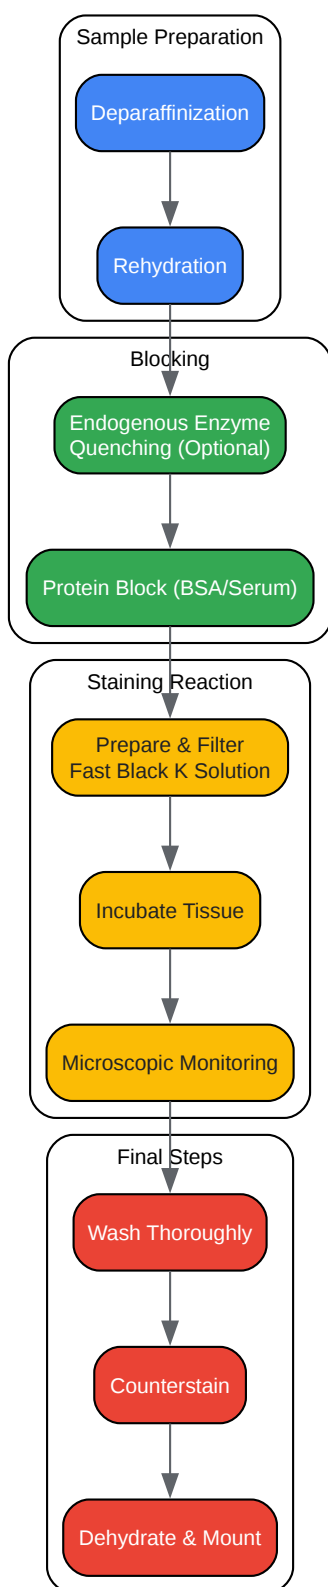 Sample Preparation
Deparaffinization
Rehydration
Blocking
Endogenous Enzyme
Quenching (Optional)
Protein Block (BSA/Serum)
Staining Reaction
Prepare & Filter
Fast Black K Solution
Incubate Tissue
Microscopic Monitoring
Final Steps
Wash Thoroughly
Counterstain
Dehydrate & Mount